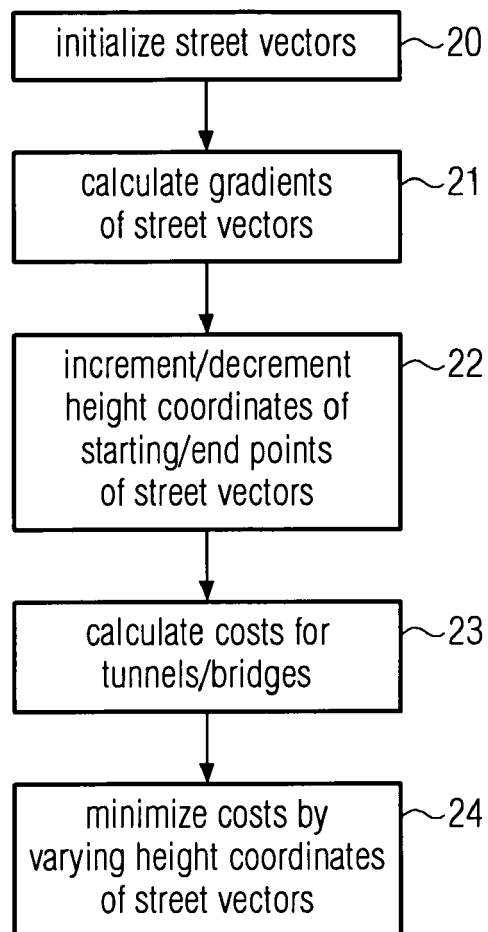 initialize street vectors
20
calculate gradients
of street vectors
21
increment/decrement
height coordinates of
starting/end points
of street vectors
22
calculate costs for
tunnels/bridges
23
minimize costs by
varying height coordinates
of street vectors
24